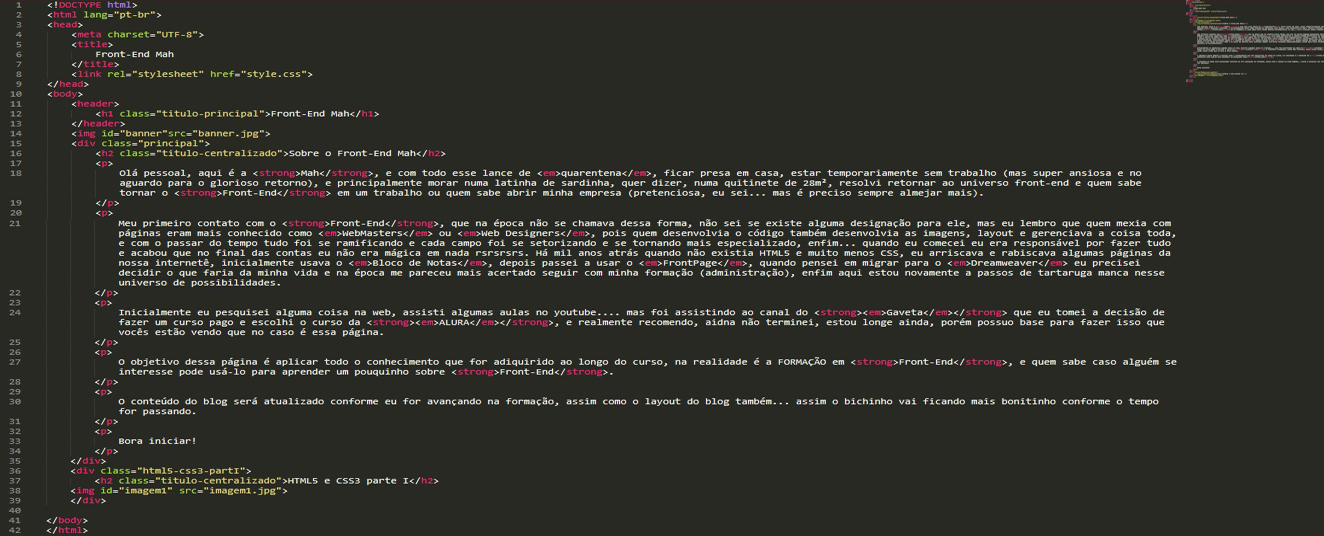 1 <!DOCTYPE html>
2 <html lang="pt-br">
3 <head>
4 <meta charset="UTF-8">
5 <title>
6 Front-End Mah
7 </title>
8 <link rel="stylesheet" href="style.css">
9 </head>
10 <body>
11 <header>
12 <h1 class="titulo-principal">Front-End Mah</h1>
13 </header>
14 <img id="banner"src="banner.jpg">
15 <div class="principal">
16 <h2 class="titulo-centralizado">Sobre o Front-End Mah</h2>
17 <p>
18 Olá pessoal, aqui é a <strong>Mah</strong>, e com todo esse lance de <em>quarentena</em>, ficar presa em casa, estar temporariamente sem trabalho (mas super ansiosa e no
aguardo para o glorioso retorno), e principalmente morar numa latinha de sardinha, quer dizer, numa quitinete de 28m², resolvi retornar ao universo front-end e quem sabe
tornar o <strong>Front-End</strong> em um trabalho ou quem sabe abrir minha empresa (pretenciosa, eu sei... mas é preciso sempre almejar mais).
19 </p>
20 <p>
21 Meu primeiro contato com o <strong>Front-End</strong>, que na época não se chamava dessa forma, não sei se existe alguma designação para ele, mas eu lembro que quem mexia com
páginas eram mais conhecido como <em>WebMasters</em> ou <em>Web Designers</em>, pois quem desenvolvia o código também desenvolvia as imagens, layout e gerenciava a coisa toda,
e com o passar do tempo tudo foi se ramificando e cada campo foi se setorizando e se tornando mais especializado, enfim... quando eu comecei eu era responsável por fazer tudo
e acabou que no final das contas eu não era mágica em nada rsrsrsrs. Há mil anos atrás quando não existia HTML5 e muito menos CSS, eu arriscava e rabiscava algumas páginas da
nossa internetê, inicialmente usava o <em>Bloco de Notas</em>, depois passei a usar o <em>FrontPage</em>, quando pensei em migrar para o <em>Dreamweaver</em> eu precisei
decidir o que faria da minha vida e na época me pareceu mais acertado seguir com minha formação (administração), enfim aqui estou novamente a passos de tartaruga manca nesse
universo de possibilidades.
22 </p>
23 <p>
24 Inicialmente eu pesquisei alguma coisa na web, assisti algumas aulas no youtube.... mas foi assistindo ao canal do <strong><em>Gaveta</em></strong> que eu tomei a decisão de
fazer um curso pago e escolhi o curso da <strong><em>ALURA</em></strong>, e realmente recomendo, aidna não terminei, estou longe ainda, porém possuo base para fazer isso que
vocês estão vendo que no caso é essa página.
25 </p>
26 <p>
27 O objetivo dessa página é aplicar todo o conhecimento que for adiquirido ao longo do curso, na realidade é a FORMAÇÃO em <strong>Front-End</strong>, e quem sabe caso alguém se
interesse pode usá-lo para aprender um pouquinho sobre <strong>Front-End</strong>.
28 </p>
29 <p>
30 O conteúdo do blog será atualizado conforme eu for avançando na formação, assim como o layout do blog também... assim o bichinho vai ficando mais bonitinho conforme o tempo
for passando.
31 </p>
32 <p>
33 Bora iniciar!
34 </p>
35 </div>
36 <div class="html5-css3-partI">
37 <h2 class="titulo-centralizado">HTML5 e CSS3 parte I</h2>
38 <img id="imagem1" src="imagem1.jpg">
39 </div>
40
41 </body>
42 </html>